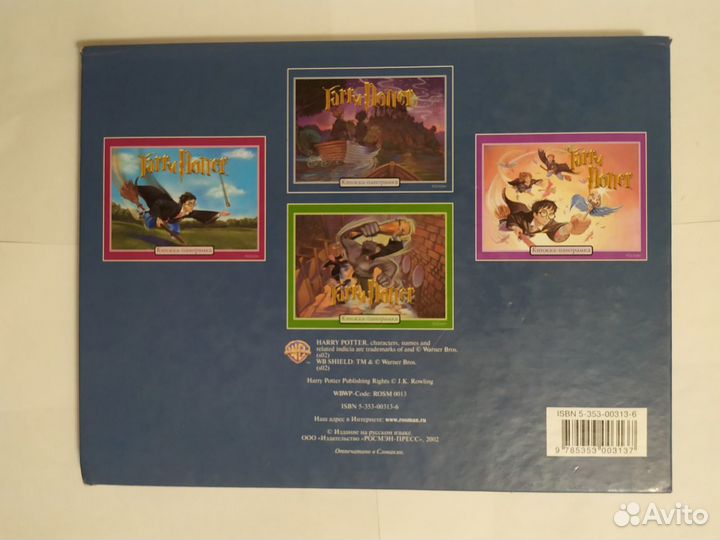 Гарри Поттер
Книжка-панорамка
Гарри Поттер
Книжка-панорамка
Гарри Поттер
Книжка-панорамка
Гарри Поттер
Книжка-панорамка
HARRY POTTER, characters, names and
related indicia are trademarks of and © Warner Bros.
(s02)
WB SHIELD: TM & © Warner Bros.
(s02)
Harry Potter Publishing Rights © J.K. Rowling
WBWP-Code: ROSM 0013
ISBN 5-353-00313-6
Наш адрес в Интернете: www.rosman.ru
© Издание на русском языке
ООО «Издательство «РОСМЭН-ПРЕСС», 2002
Отпечатано в Словакии.
ISBN 5-353-00313-6
9 785353 003137
Avito